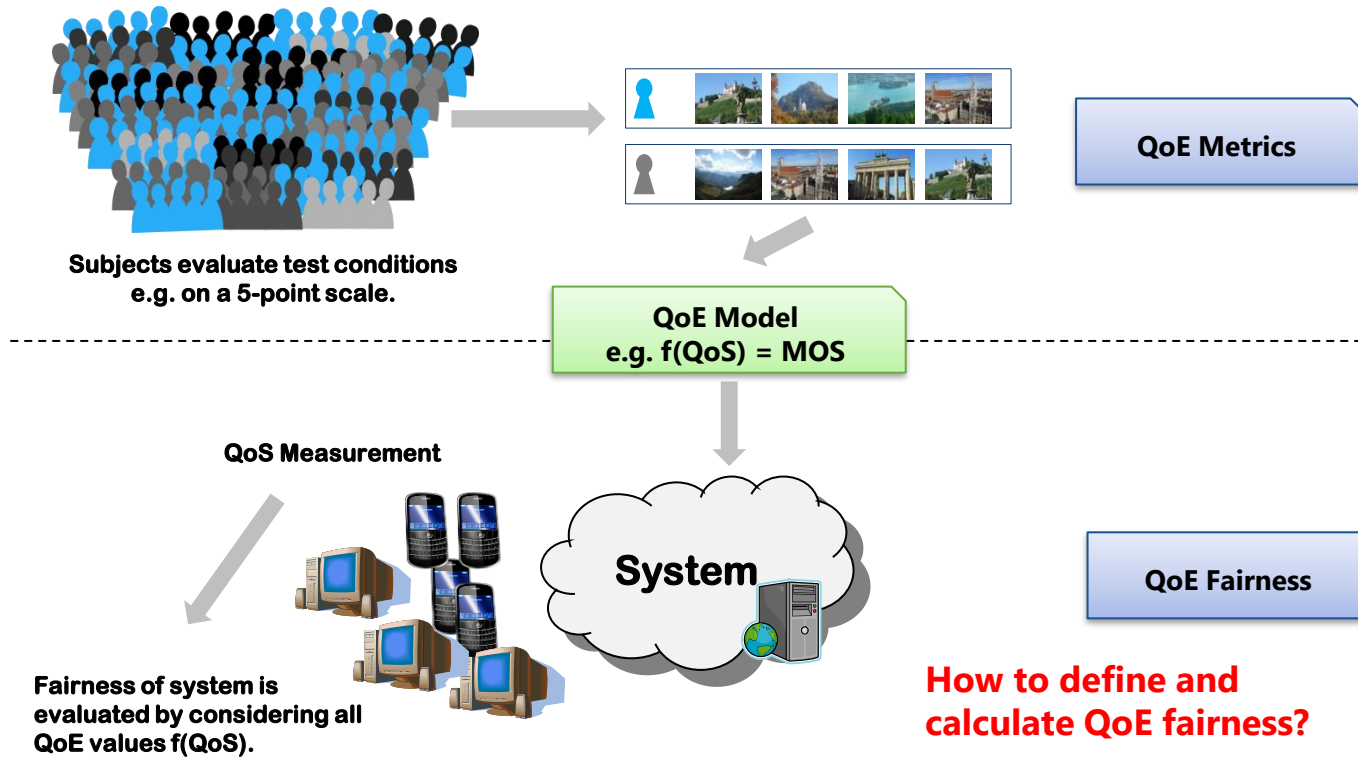 QoE Metrics
Subjects evaluate test conditions
e.g. on a 5-point scale.
QoE Model
e.g. f(QoS) = MOS
QoS Measurement
System
QoE Fairness
Fairness of system is
evaluated by considering all
QoE values f(QoS).
How to define and
calculate QoE fairness?